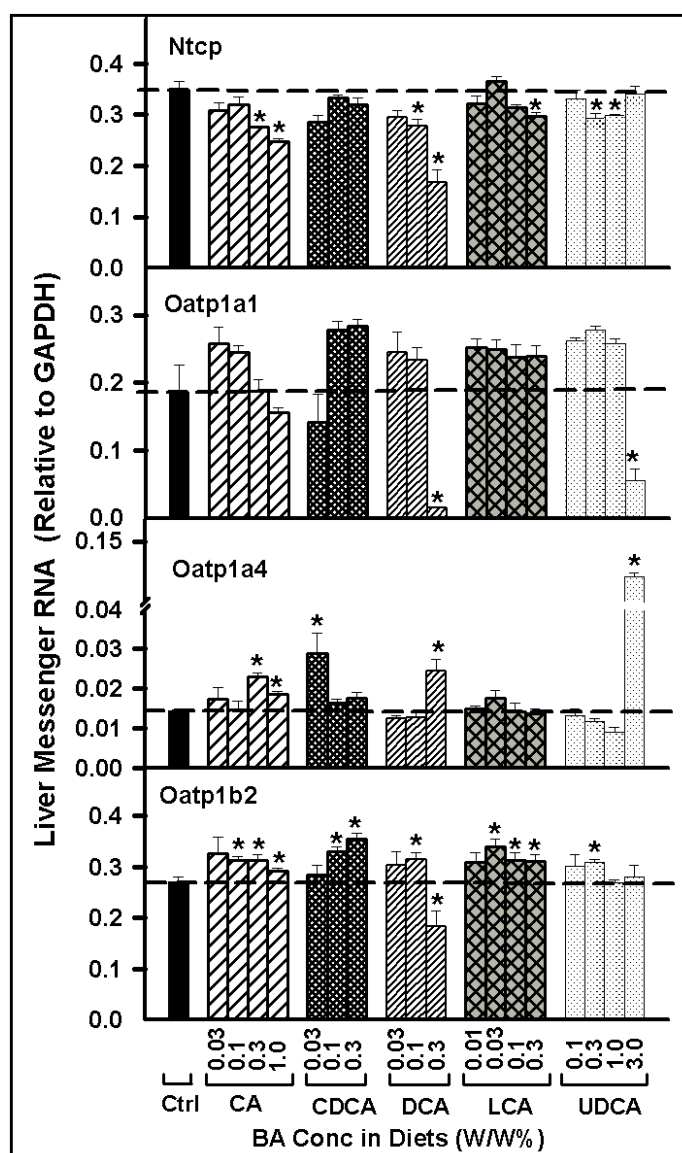 Liver Messenger RNA (Relative to GAPDH)
Ntcp
0.4
0.3
0.2
0.1
0.0
* * * * * * *
Oatp1a1
0.3
0.2
0.1
0.0
* *
Oatp1a4
0.15
0.04
0.03
0.02
0.01
0.00
* * * * *
Oatp1b2
0.4
0.3
0.2
0.1
0.0
* * * * * * * * * * *
0.03 0.1 0.3 1.0 0.03 0.1 0.3 0.03 0.1 0.3 0.01 0.03 0.1 0.3 0.1 0.3 1.0 3.0
Ctrl CA CDCA DCA LCA UDCA
BA Conc in Diets (W/W%)